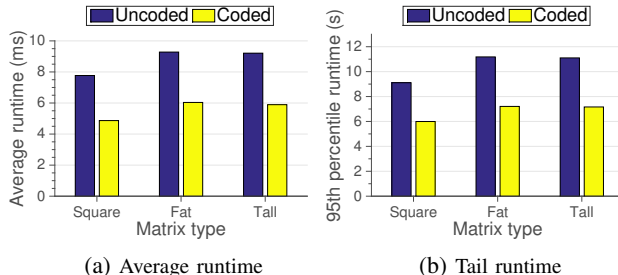 Uncoded Coded
Average runtime (ms)
10
8
6
4
2
0
Square Fat Tall
Matrix type
(a) Average runtime
Uncoded Coded
95th percentile runtime (s)
12
10
8
6
4
2
0
Square Fat Tall
Matrix type
(b) Tail runtime